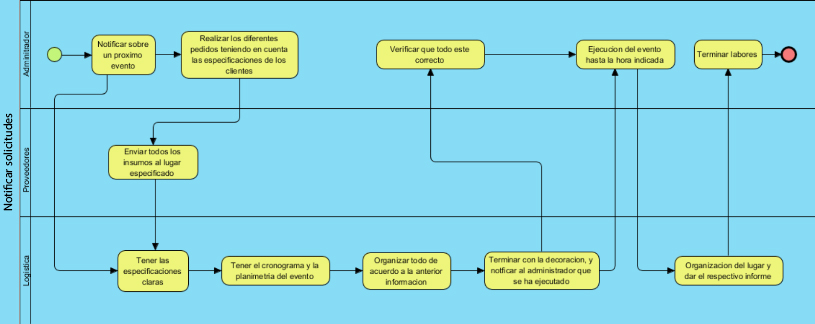 Notificar solicitudes
Admitrador
Notificar sobre
un proximo
evento
Realizar los diferentes
pedidos teniendo en cuenta
las especificaciones de los
clientes
Verificar que todo este
correcto
Ejecucion del evento
hasta la hora indicada
Terminar labores
Proveedores
Enviar todos los
insumos al lugar
especificado
Logistica
Tener las
especificaciones
claras
Tener el cronograma y la
planimetria del evento
Organizar todo de
acuerdo a la anterior
informacion
Terminar con la decoracion, y
notficar al administrador que
se ha ejecutado
Organizacion del lugar y
dar el respectivo informe